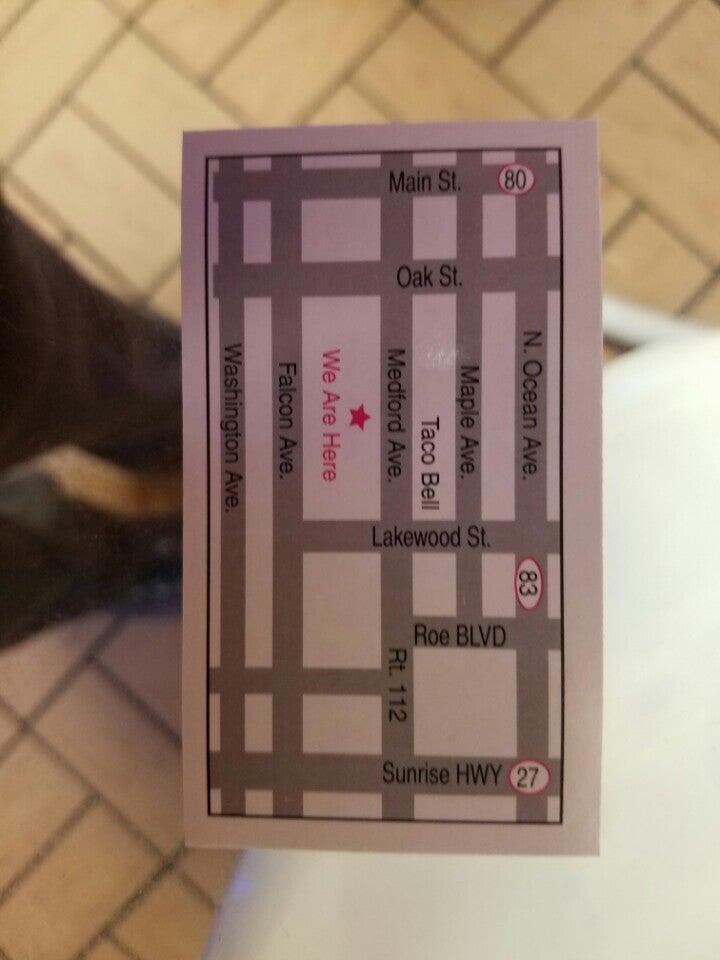 Main St.
80
Oak St.
N. Ocean Ave.
Maple Ave.
Taco Bell
Medford Ave.
We Are Here
Falcon Ave.
Washington Ave.
Lakewood St.
83
Roe BLVD
Rt. 112
Sunrise HWY
27